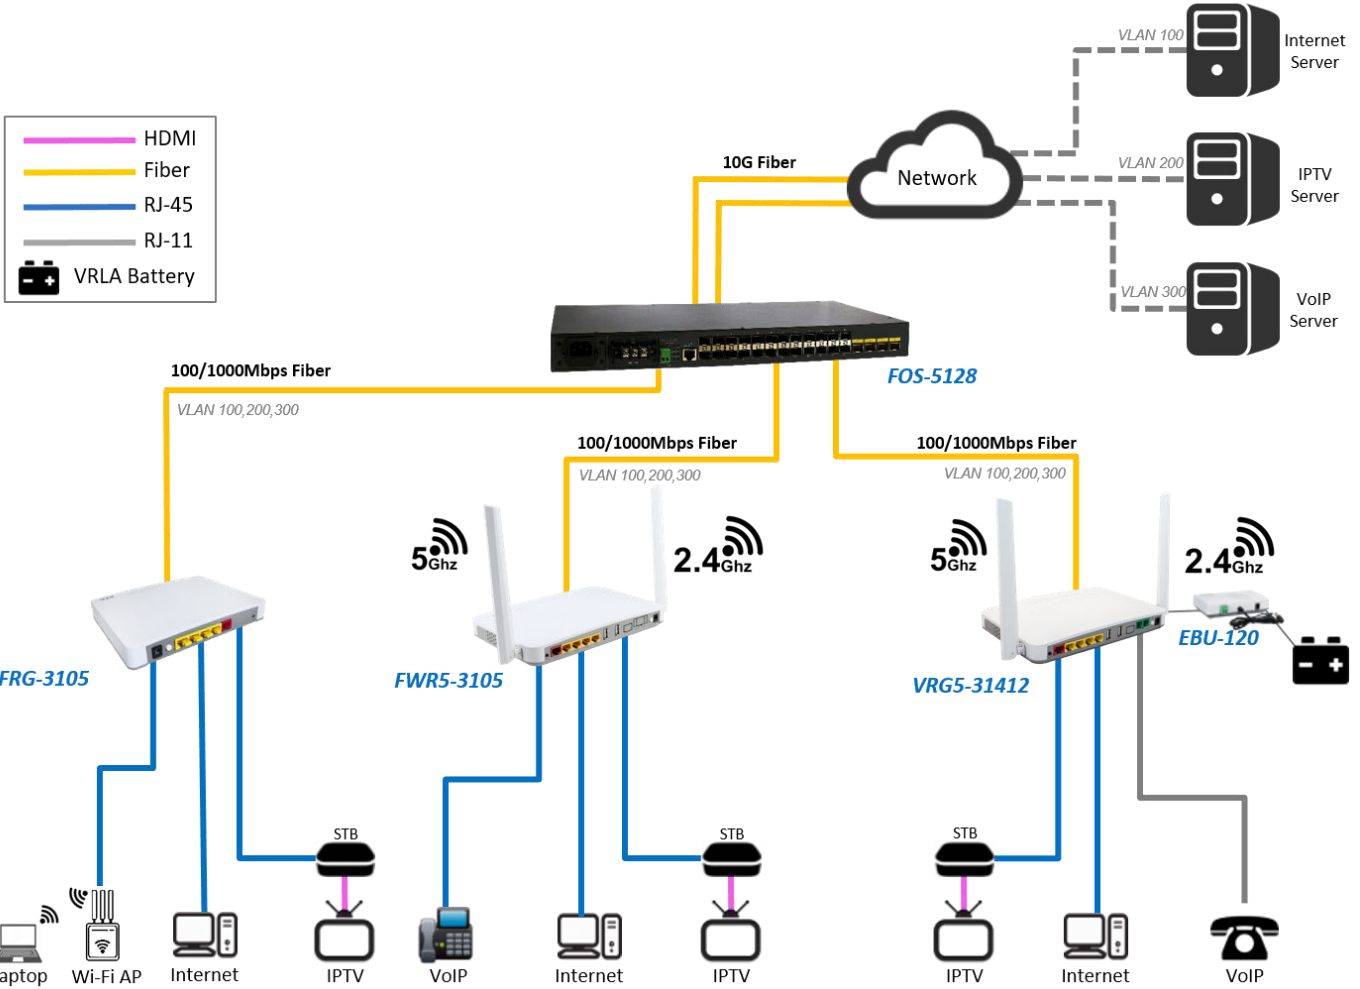 VLAN 100
Internet
Server
HDMI
Fiber
RJ-45
RJ-11
VRLA Battery
10G Fiber
Network
VLAN 200
IPTV
Server
VLAN 300
VoIP
Server
100/1000Mbps Fiber
VLAN 100,200,300
FOS-5128
100/1000Mbps Fiber
VLAN 100,200,300
100/1000Mbps Fiber
VLAN 100,200,300
5Ghz
2.4Ghz
5Ghz
2.4Ghz
FRG-3105
FWR5-3105
VRG5-31412
EBU-120
STB
STB
STB
aptop
Wi-Fi AP
Internet
IPTV
VoIP
Internet
IPTV
IPTV
Internet
VoIP